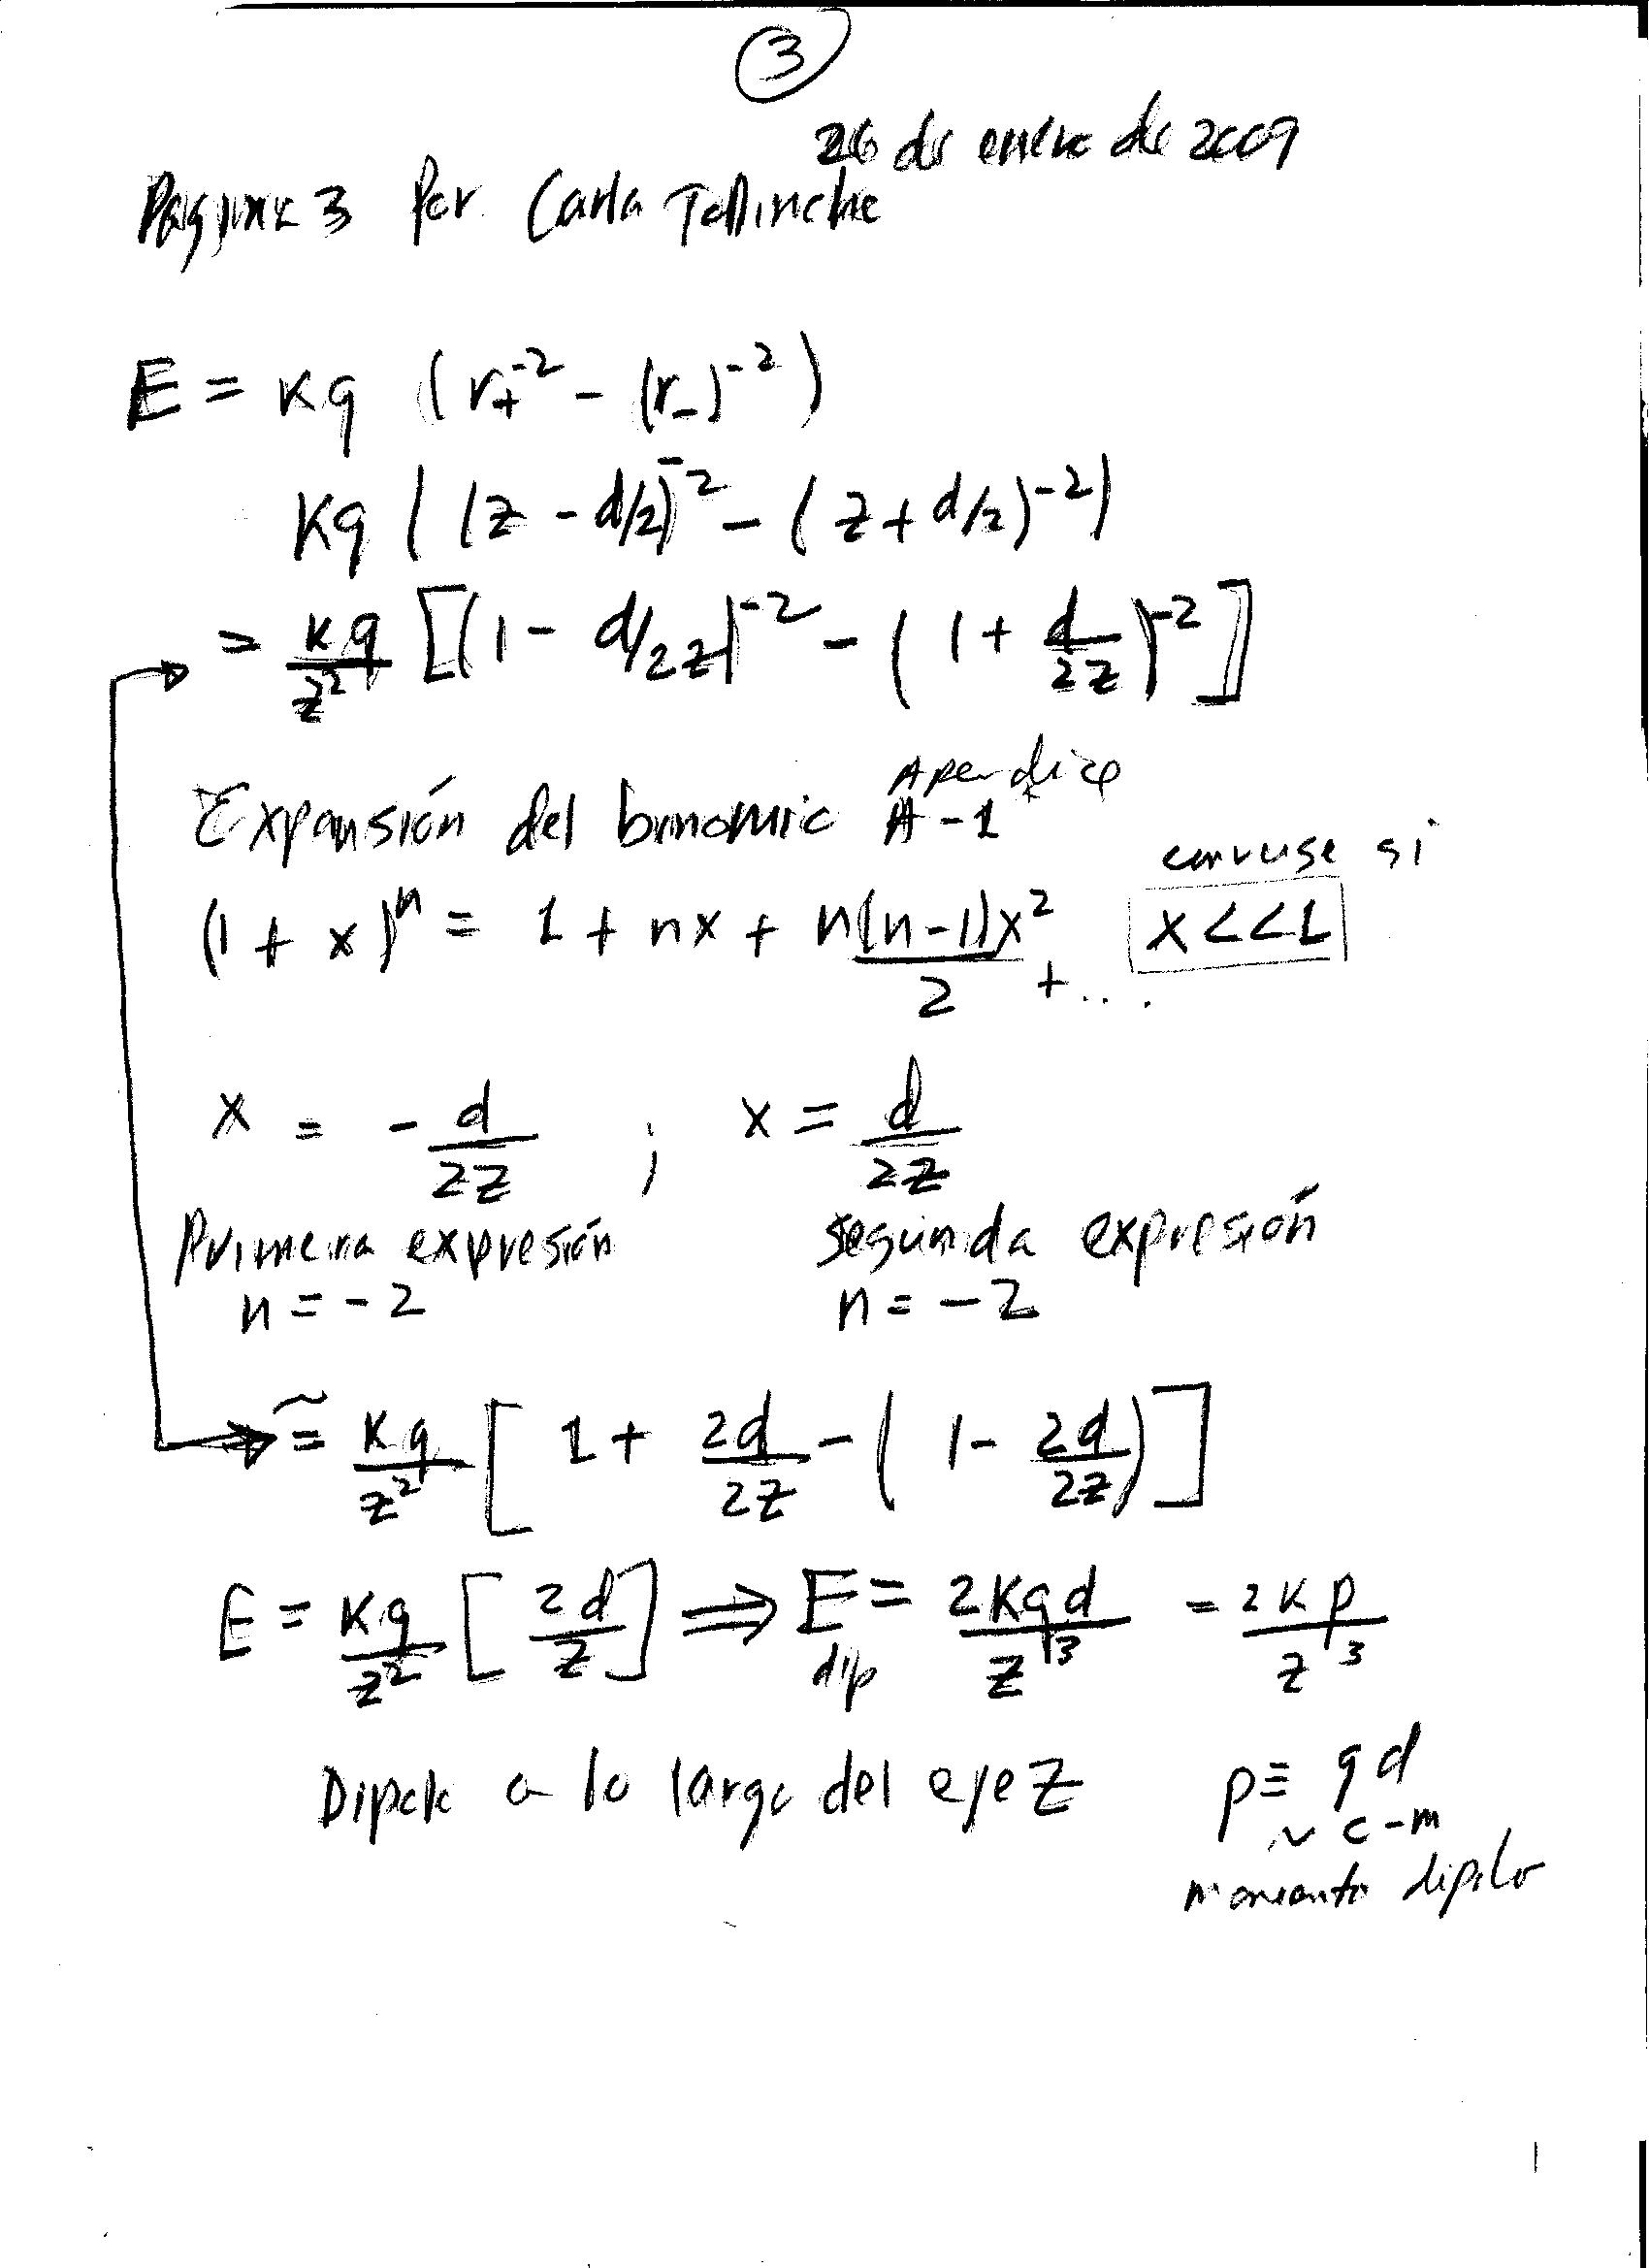 3
26 de enero de 2009
Pagina 3 Por Carla Tollinche
E = Kq (r₊⁻² - (r₋)⁻²)
Kq ((z - d/2)⁻² - (z + d/2)⁻²)
= Kq/z² [(1 - d/2z)⁻² - (1 + d/2z)⁻²]
Apendice
Expansión del binomio A-1
converge si
(1 + x)ⁿ = 1 + nx + n(n-1)x²/2 + ... x<<1
x = -d/2z ; x = d/2z
Primera expresión segunda expresión
n = -2 n = -2
≅ Kq/z² [1 + 2d/2z - (1 - 2d/2z)]
E = Kq/z² [2d/z] ⇒ E dip = 2Kqd/z³ = 2Kp/z³
Dipolo a lo largo del eje z p ≡ qd
~ c-m
momento dipolo